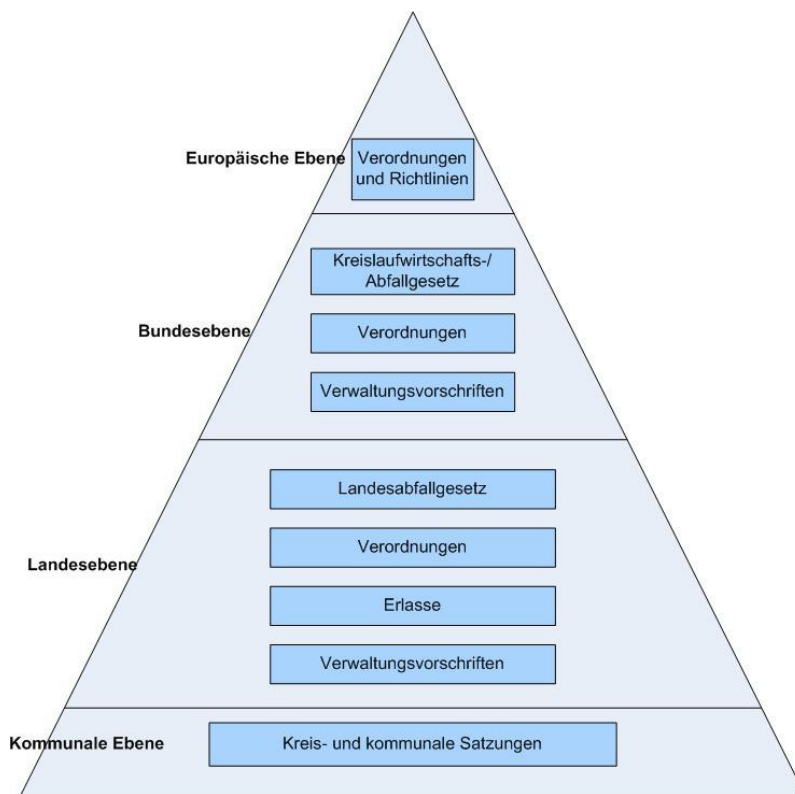 Europäische Ebene
Verordnungen
und Richtlinien
Kreislaufwirtschafts-/
Abfallgesetz
Bundesebene
Verordnungen
Verwaltungsvorschriften
Landesabfallgesetz
Verordnungen
Landesebene
Erlasse
Verwaltungsvorschriften
Kommunale Ebene
Kreis- und kommunale Satzungen